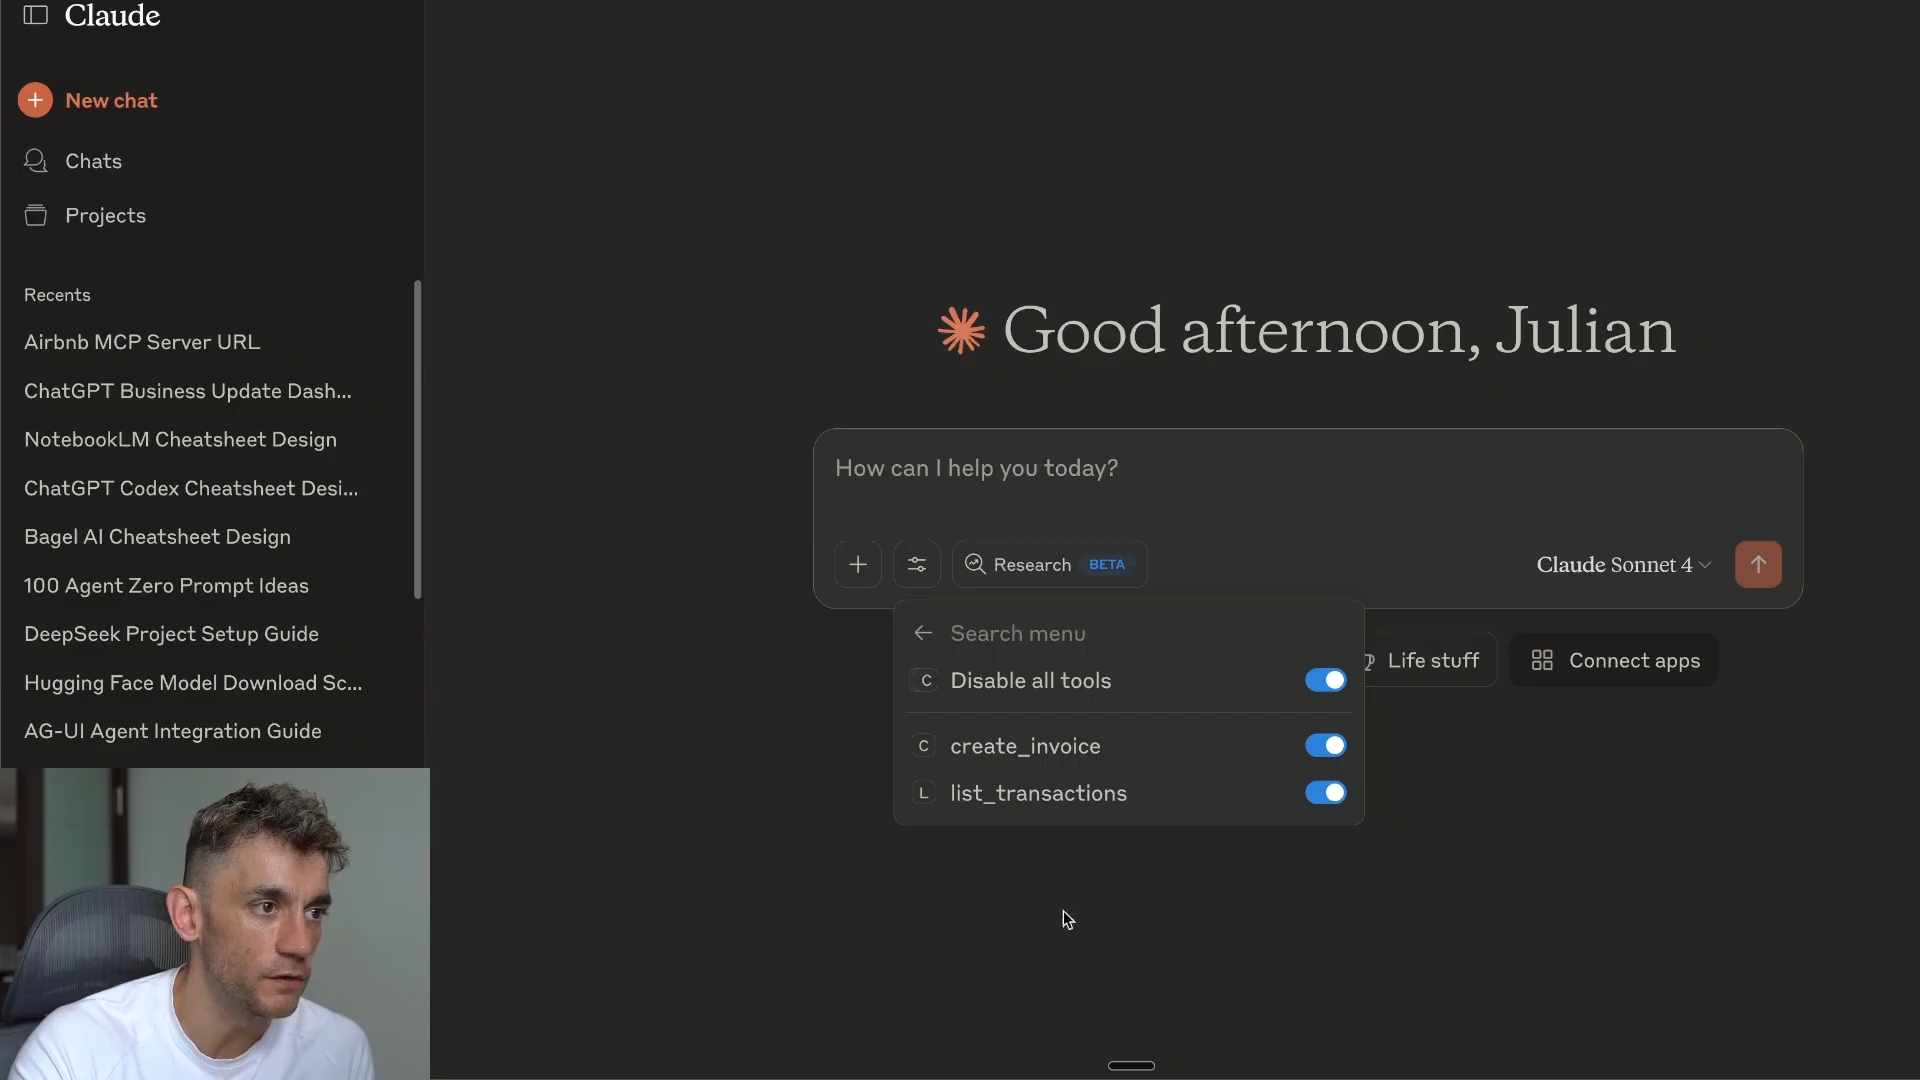 Claude
New chat
Chats
Projects
Recents
Airbnb MCP Server URL
ChatGPT Business Update Dash...
NotebookLM Cheatsheet Design
ChatGPT Codex Cheatsheet Desi...
Bagel AI Cheatsheet Design
100 Agent Zero Prompt Ideas
DeepSeek Project Setup Guide
Hugging Face Model Download Sc...
AG-UI Agent Integration Guide
Good afternoon, Julian
How can I help you today?
Research BETA
Claude Sonnet 4
Search menu
C Disable all tools
C create_invoice
L list_transactions
Life stuff
Connect apps